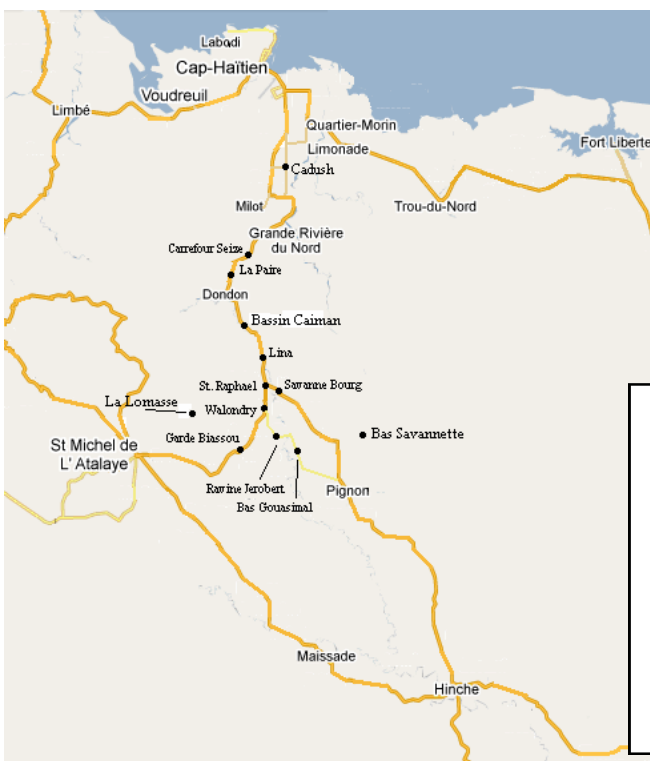 Labodi
Cap-Haïtien
Voudreuil
Limbé
Quartier-Morin
Limonade
Fort Liberte
Cadush
Milot
Trou-du-Nord
Grande Rivière
du Nord
Carrefour Seize
La Paire
Dondon
Bassin Caiman
Lina
St. Raphael
Savanne Bourg
La Lomasse
Walondry
Garde Biassou
Bas Savannette
St Michel de
L' Atalaye
Ravine Jerobert
Bas Gouasimal
Pignon
Maissade
Hinche